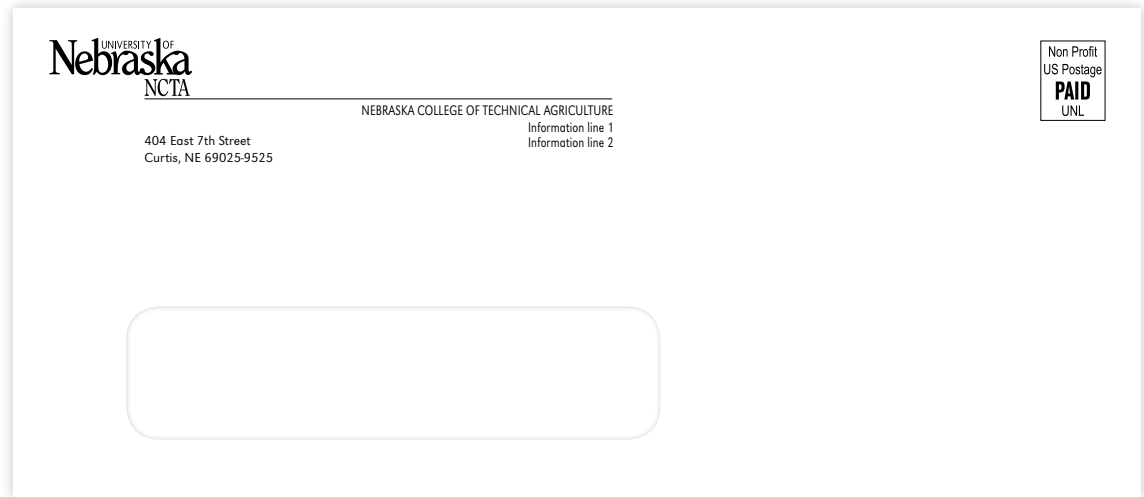 UNIVERSITY OF
Nebraska
NCTA
NEBRASKA COLLEGE OF TECHNICAL AGRICULTURE
Information line 1
Information line 2
404 East 7th Street
Curtis, NE 69025-9525
Non Profit
US Postage
PAID
UNL